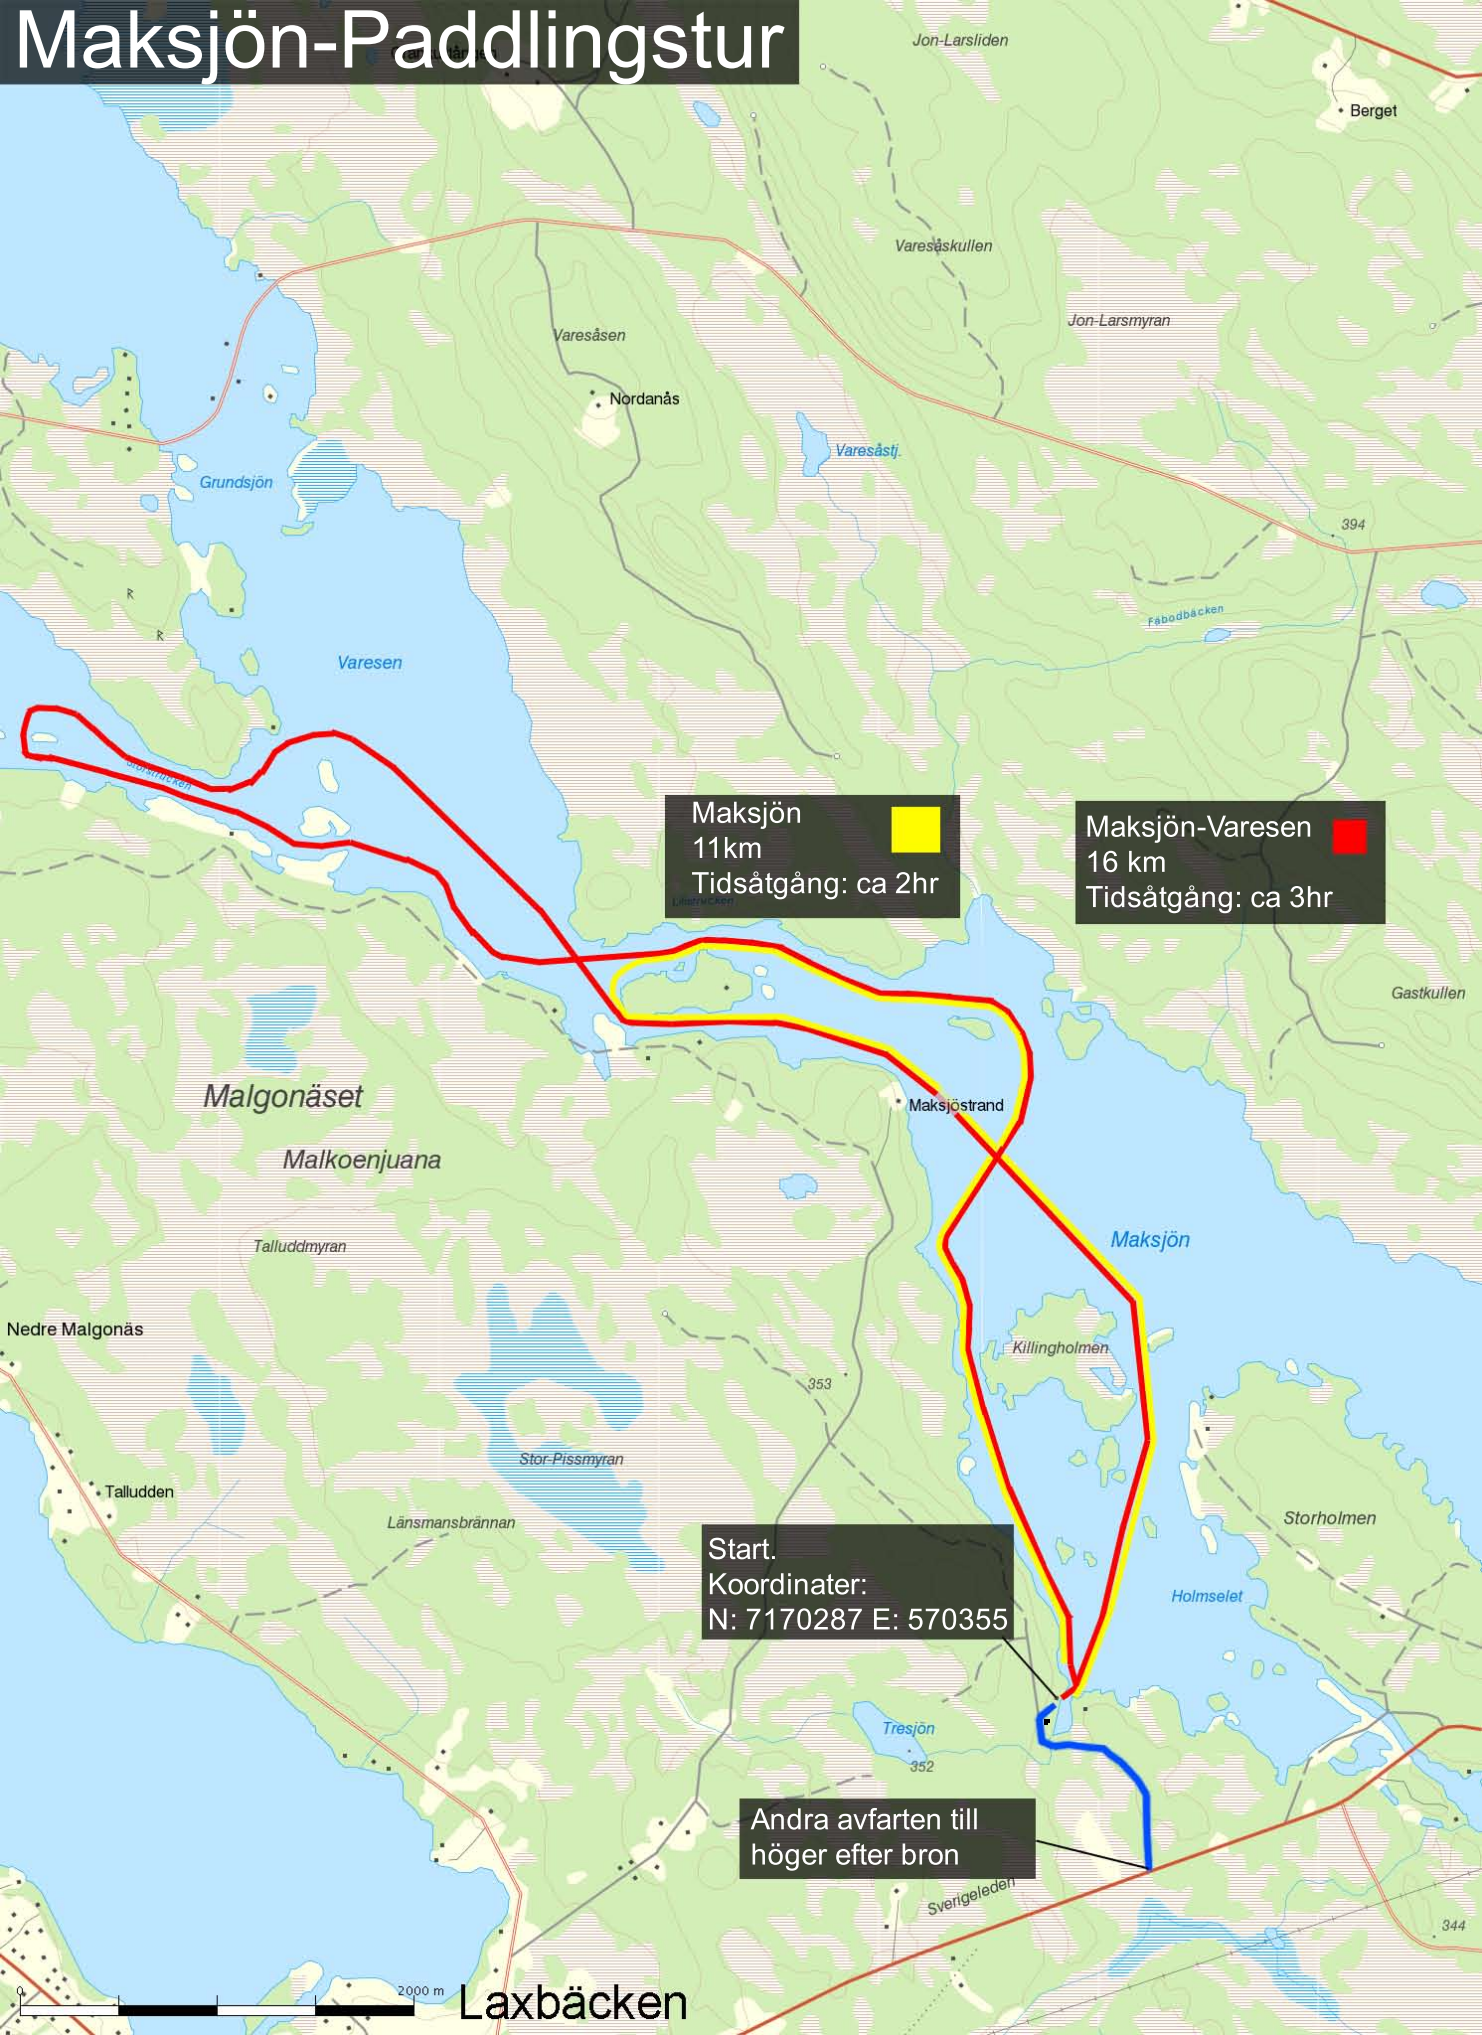 Maksjön-Paddlingstur
Jon-Larsliden
Berget
Varesåskullen
Jon-Larsmyran
Varesåsen
Nordanås
Varesåstj.
Grundsjön
394
Fäbodbäcken
R
R
Varesen
Storstrucken
Maksjön
11km
Tidsåtgång: ca 2hr
Maksjön-Varesen
16 km
Tidsåtgång: ca 3hr
Gastkullen
Malgonäset
Maksjöstrand
Malkoenjuana
Maksjön
Talluddmyran
Nedre Malgonäs
Killingholmen
353
Stor-Pissmyran
Talludden
Länsmansbrännan
Storholmen
Start.
Koordinater:
N: 7170287 E: 570355
Holmselet
Tresjön
352
Andra avfarten till
höger efter bron
Sverigeleden
344
0
2000 m
Laxbäcken